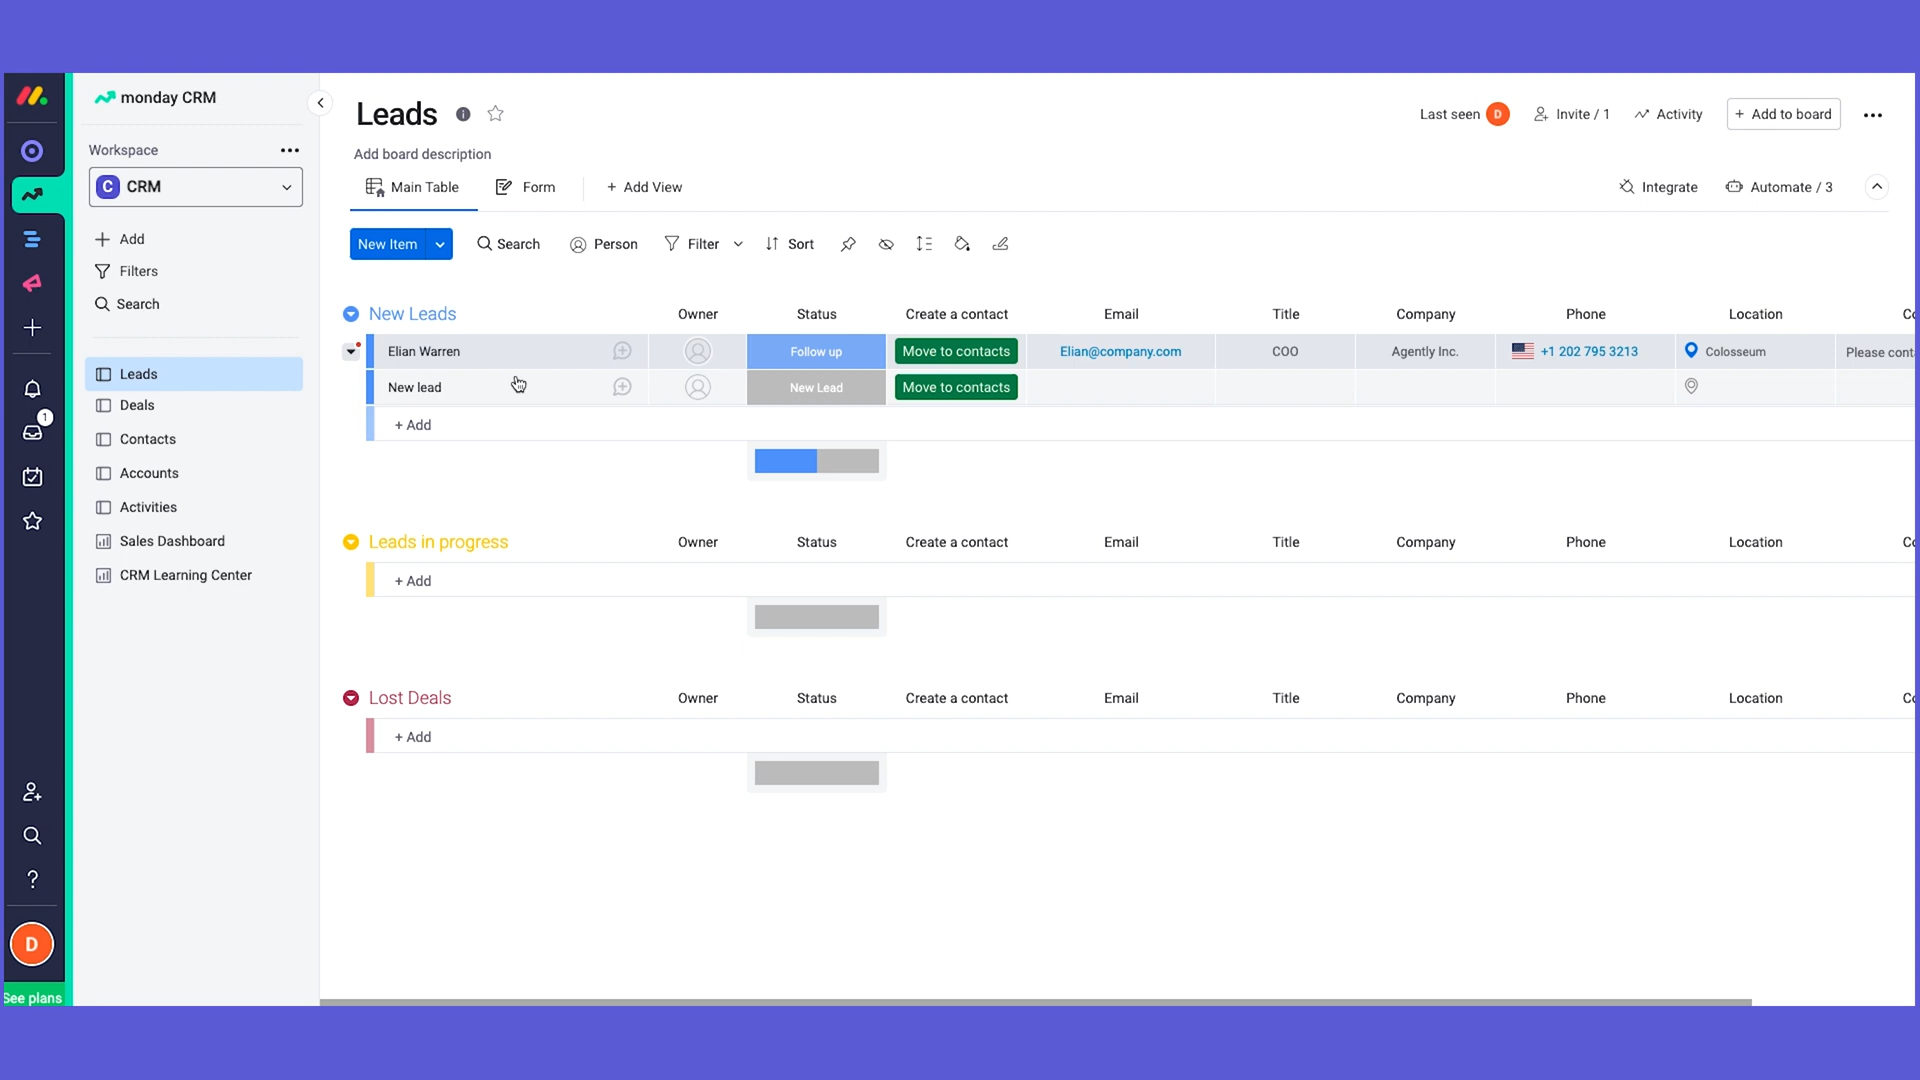 monday CRM
Workspace
C CRM
Add
Filters
Search
Leads
Deals
Contacts
Accounts
Activities
Sales Dashboard
CRM Learning Center
1
D
See plans
Leads
Last seen D Invite / 1 Activity + Add to board
Add board description
Main Table Form + Add View Integrate Automate / 3
New Item Search Person Filter Sort
New Leads Owner Status Create a contact Email Title Company Phone Location
Elian Warren Follow up Move to contacts Elian@company.com COO Agently Inc. +1 202 795 3213 Colosseum Please
New lead New Lead Move to contacts
+ Add
Leads in progress Owner Status Create a contact Email Title Company Phone Location
+ Add
Lost Deals Owner Status Create a contact Email Title Company Phone Location
+ Add